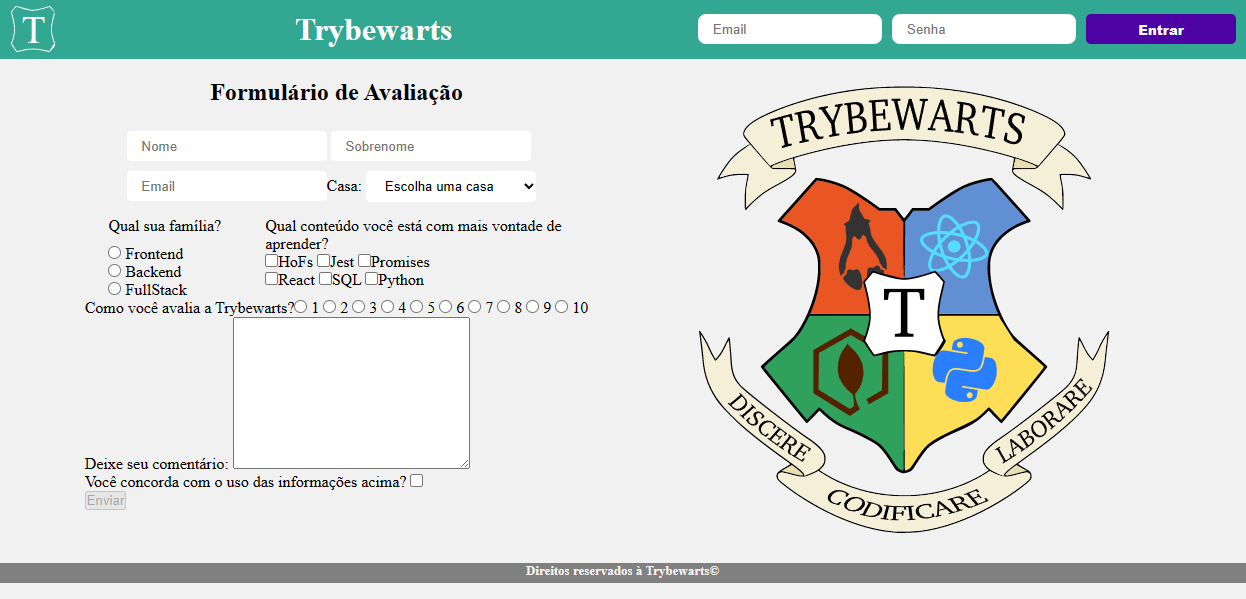 T
Trybewarts
Email
Senha
Entrar
Formulário de Avaliação
Nome
Sobrenome
Email
Casa:
Escolha uma casa
Qual sua família?
Frontend
Backend
FullStack
Qual conteúdo você está com mais vontade de
aprender?
HoFs Jest Promises
React SQL Python
Como você avalia a Trybewarts? 1 2 3 4 5 6 7 8 9 10
Deixe seu comentário:
Você concorda com o uso das informações acima?
Enviar
TRYBEWARTS
T
DISCERE
CODIFICARE
LABORARE
Direitos reservados à Trybewarts©